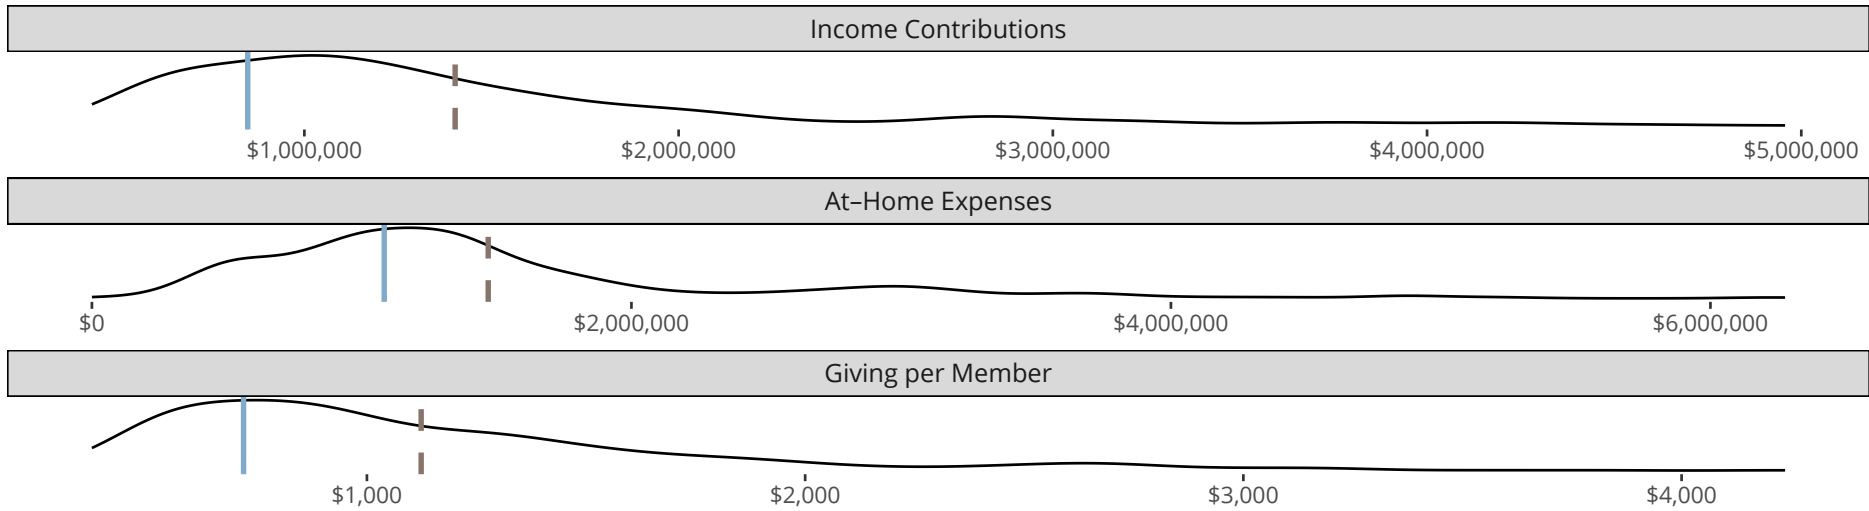 Income Contributions
$1,000,000 $2,000,000 $3,000,000 $4,000,000 $5,000,000
At–Home Expenses
$0 $2,000,000 $4,000,000 $6,000,000
Giving per Member
$1,000 $2,000 $3,000 $4,000